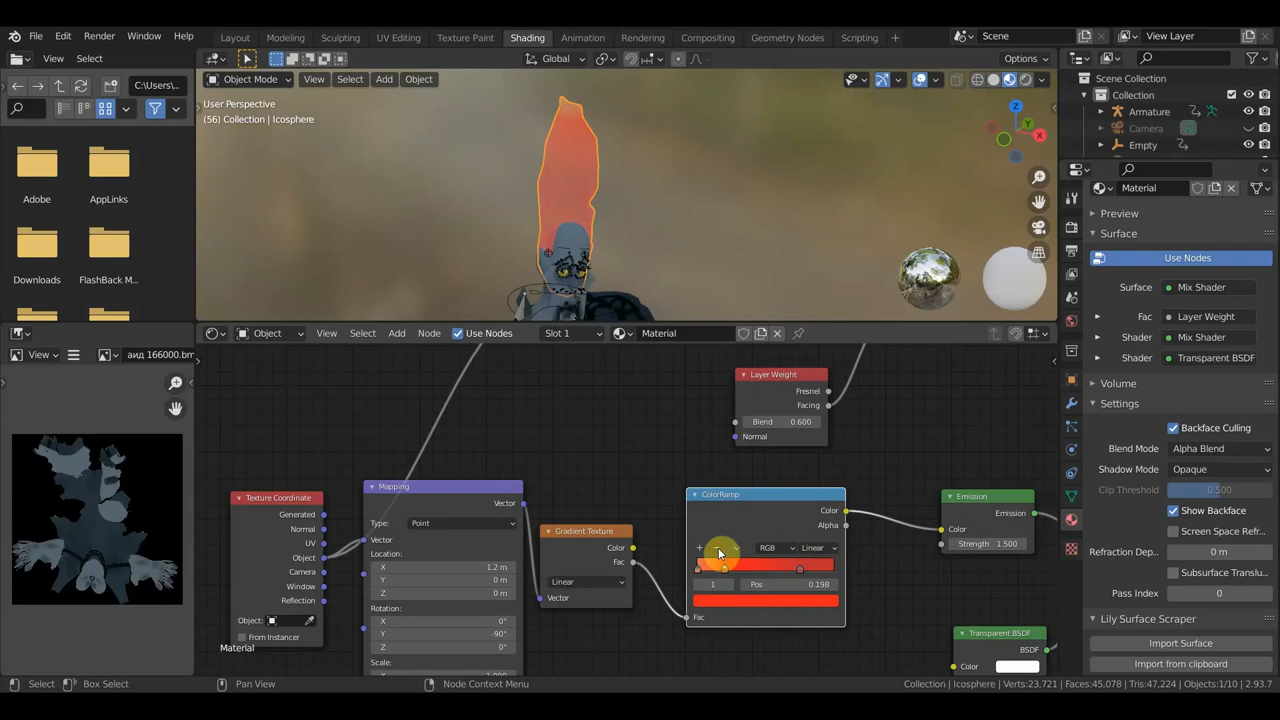 File Edit Render Window Help
Layout Modeling Sculpting UV Editing Texture Paint Shading Animation Rendering Compositing Geometry Nodes Scripting +
Scene
View Layer
View Select
Global
Options
C:\Users\...
Object Mode View Select Add Object
User Perspective
(56) Collection | Icosphere
Z
Y
X
Scene Collection
Collection
Armature
Camera
Empty
Adobe
AppLinks
Downloads
FlashBack M...
Material
Preview
Surface
Use Nodes
Surface Mix Shader
Fac Layer Weight
Shader Mix Shader
Shader Transparent BSDF
Volume
Settings
Backface Culling
Blend Mode Alpha Blend
Shadow Mode Opaque
Clip Threshold 0.500
Show Backface
Screen Space Refr...
Refraction Dep... 0 m
Subsurface Translu...
Pass Index 0
Lily Surface Scraper
Import Surface
Import from clipboard
View
аид 166000.bm
Object View Select Add Node Use Nodes Slot 1 Material
Layer Weight
Fresnel
Facing
Blend 0.600
Normal
Texture Coordinate
Generated
Normal
UV
Object
Camera
Window
Reflection
Object:
From Instancer
Material
Mapping
Vector
Type: Point
Vector
Location:
X 1.2 m
Y 0 m
Z 0 m
Rotation:
X 0°
Y -90°
Z 0°
Scale:
Gradient Texture
Color
Fac
Linear
Vector
ColorRamp
Color
Alpha
+
RGB Linear
1 Pos 0.198
Fac
Emission
Emission
Color
Strength 1.500
Transparent BSDF
BSDF
Color
Select Box Select Pan View Node Context Menu Collection | Icosphere | Verts:23,721 | Faces:45,078 | Tris:47,224 | Objects:1/10 | 2.93.7